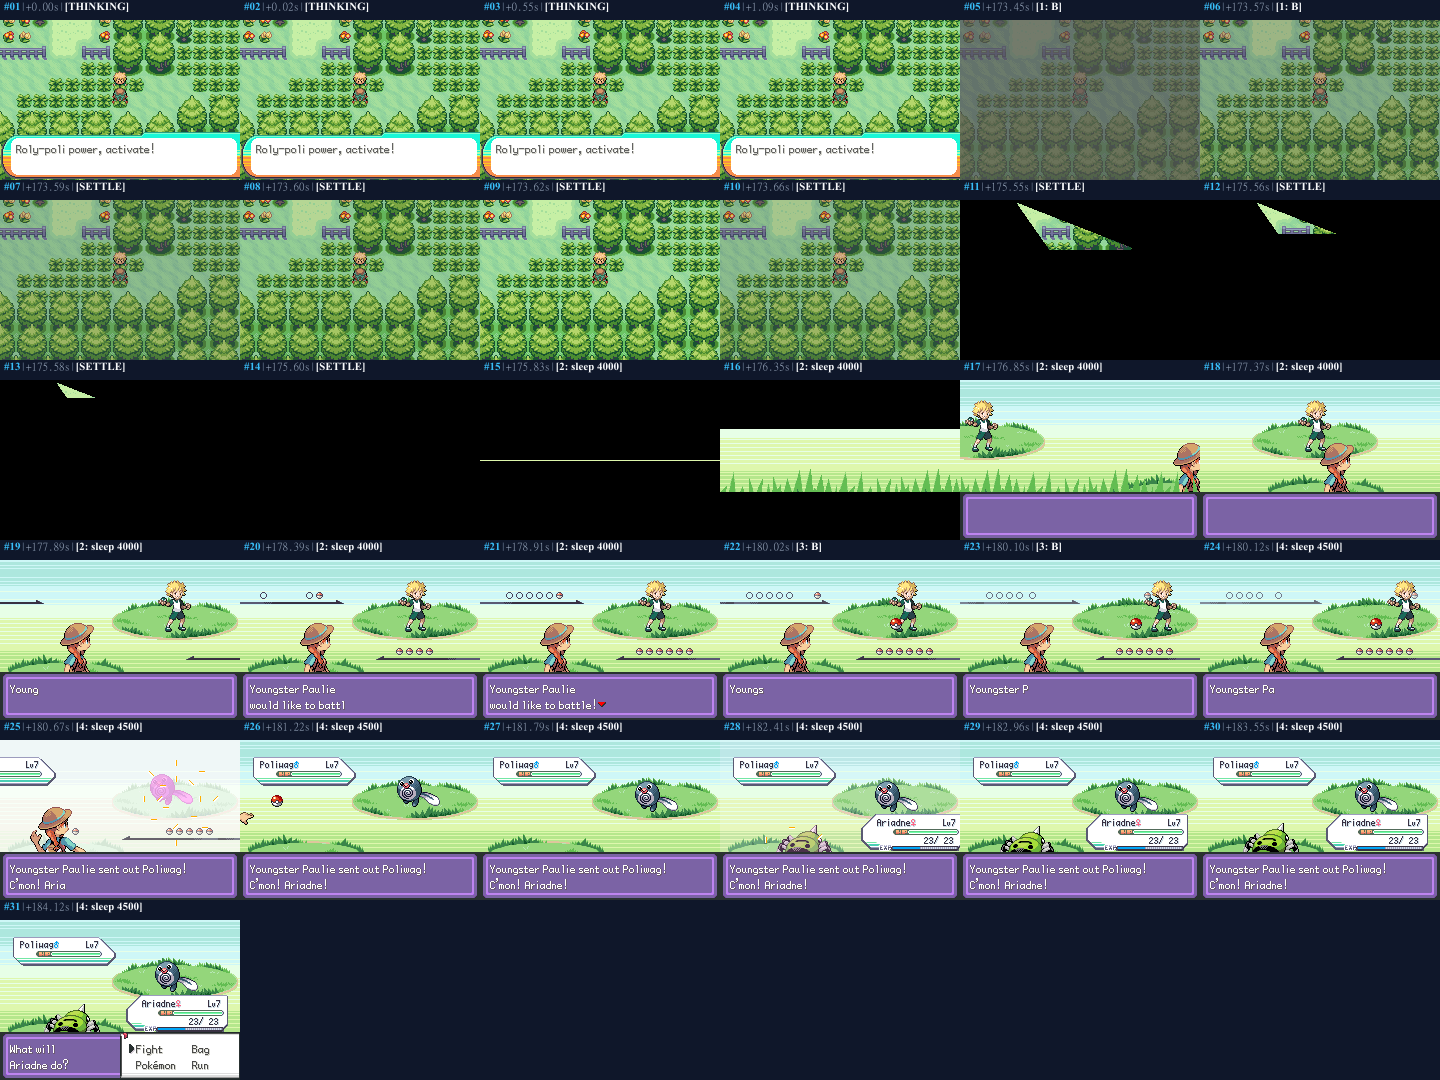 #01|+0.00s|[THINKING] #02|+0.02s|[THINKING] #03|+0.55s|[THINKING] #04|+1.09s|[THINKING] #05|+173.45s|[1: B] #06|+173.57s|[1: B]
Roly-poli power, activate! Roly-poli power, activate! Roly-poli power, activate! Roly-poli power, activate!
#07|+173.59s|[SETTLE] #08|+173.60s|[SETTLE] #09|+173.62s|[SETTLE] #10|+173.66s|[SETTLE] #11|+175.55s|[SETTLE] #12|+175.56s|[SETTLE]
#13|+175.58s|[SETTLE] #14|+175.60s|[SETTLE] #15|+175.83s|[2: sleep 4000] #16|+176.35s|[2: sleep 4000] #17|+176.85s|[2: sleep 4000] #18|+177.37s|[2: sleep 4000]
#19|+177.89s|[2: sleep 4000] #20|+178.39s|[2: sleep 4000] #21|+178.91s|[2: sleep 4000] #22|+180.02s|[3: B] #23|+180.10s|[3: B] #24|+180.12s|[4: sleep 4500]
Young Youngster Paulie Youngster Paulie Youngs Youngster P Youngster Pa
would like to battl would like to battle!
#25|+180.67s|[4: sleep 4500] #26|+181.22s|[4: sleep 4500] #27|+181.79s|[4: sleep 4500] #28|+182.41s|[4: sleep 4500] #29|+182.96s|[4: sleep 4500] #30|+183.55s|[4: sleep 4500]
Lv7 Poliwag♂ Lv7 Poliwag♂ Lv7 Poliwag♂ Lv7 Poliwag♂ Lv7 Poliwag♂ Lv7
Ariadne♀ Lv7 Ariadne♀ Lv7 Ariadne♀ Lv7
23/ 23 23/ 23 23/ 23
EXP EXP EXP
Youngster Paulie sent out Poliwag! Youngster Paulie sent out Poliwag! Youngster Paulie sent out Poliwag! Youngster Paulie sent out Poliwag! Youngster Paulie sent out Poliwag! Youngster Paulie sent out Poliwag!
C'mon! Aria C'mon! Ariadne! C'mon! Ariadne! C'mon! Ariadne! C'mon! Ariadne! C'mon! Ariadne!
#31|+184.12s|[4: sleep 4500]
Poliwag♂ Lv7
Ariadne♀ Lv7
23/ 23
EXP
What will Fight Bag
Ariadne do? Pokémon Run